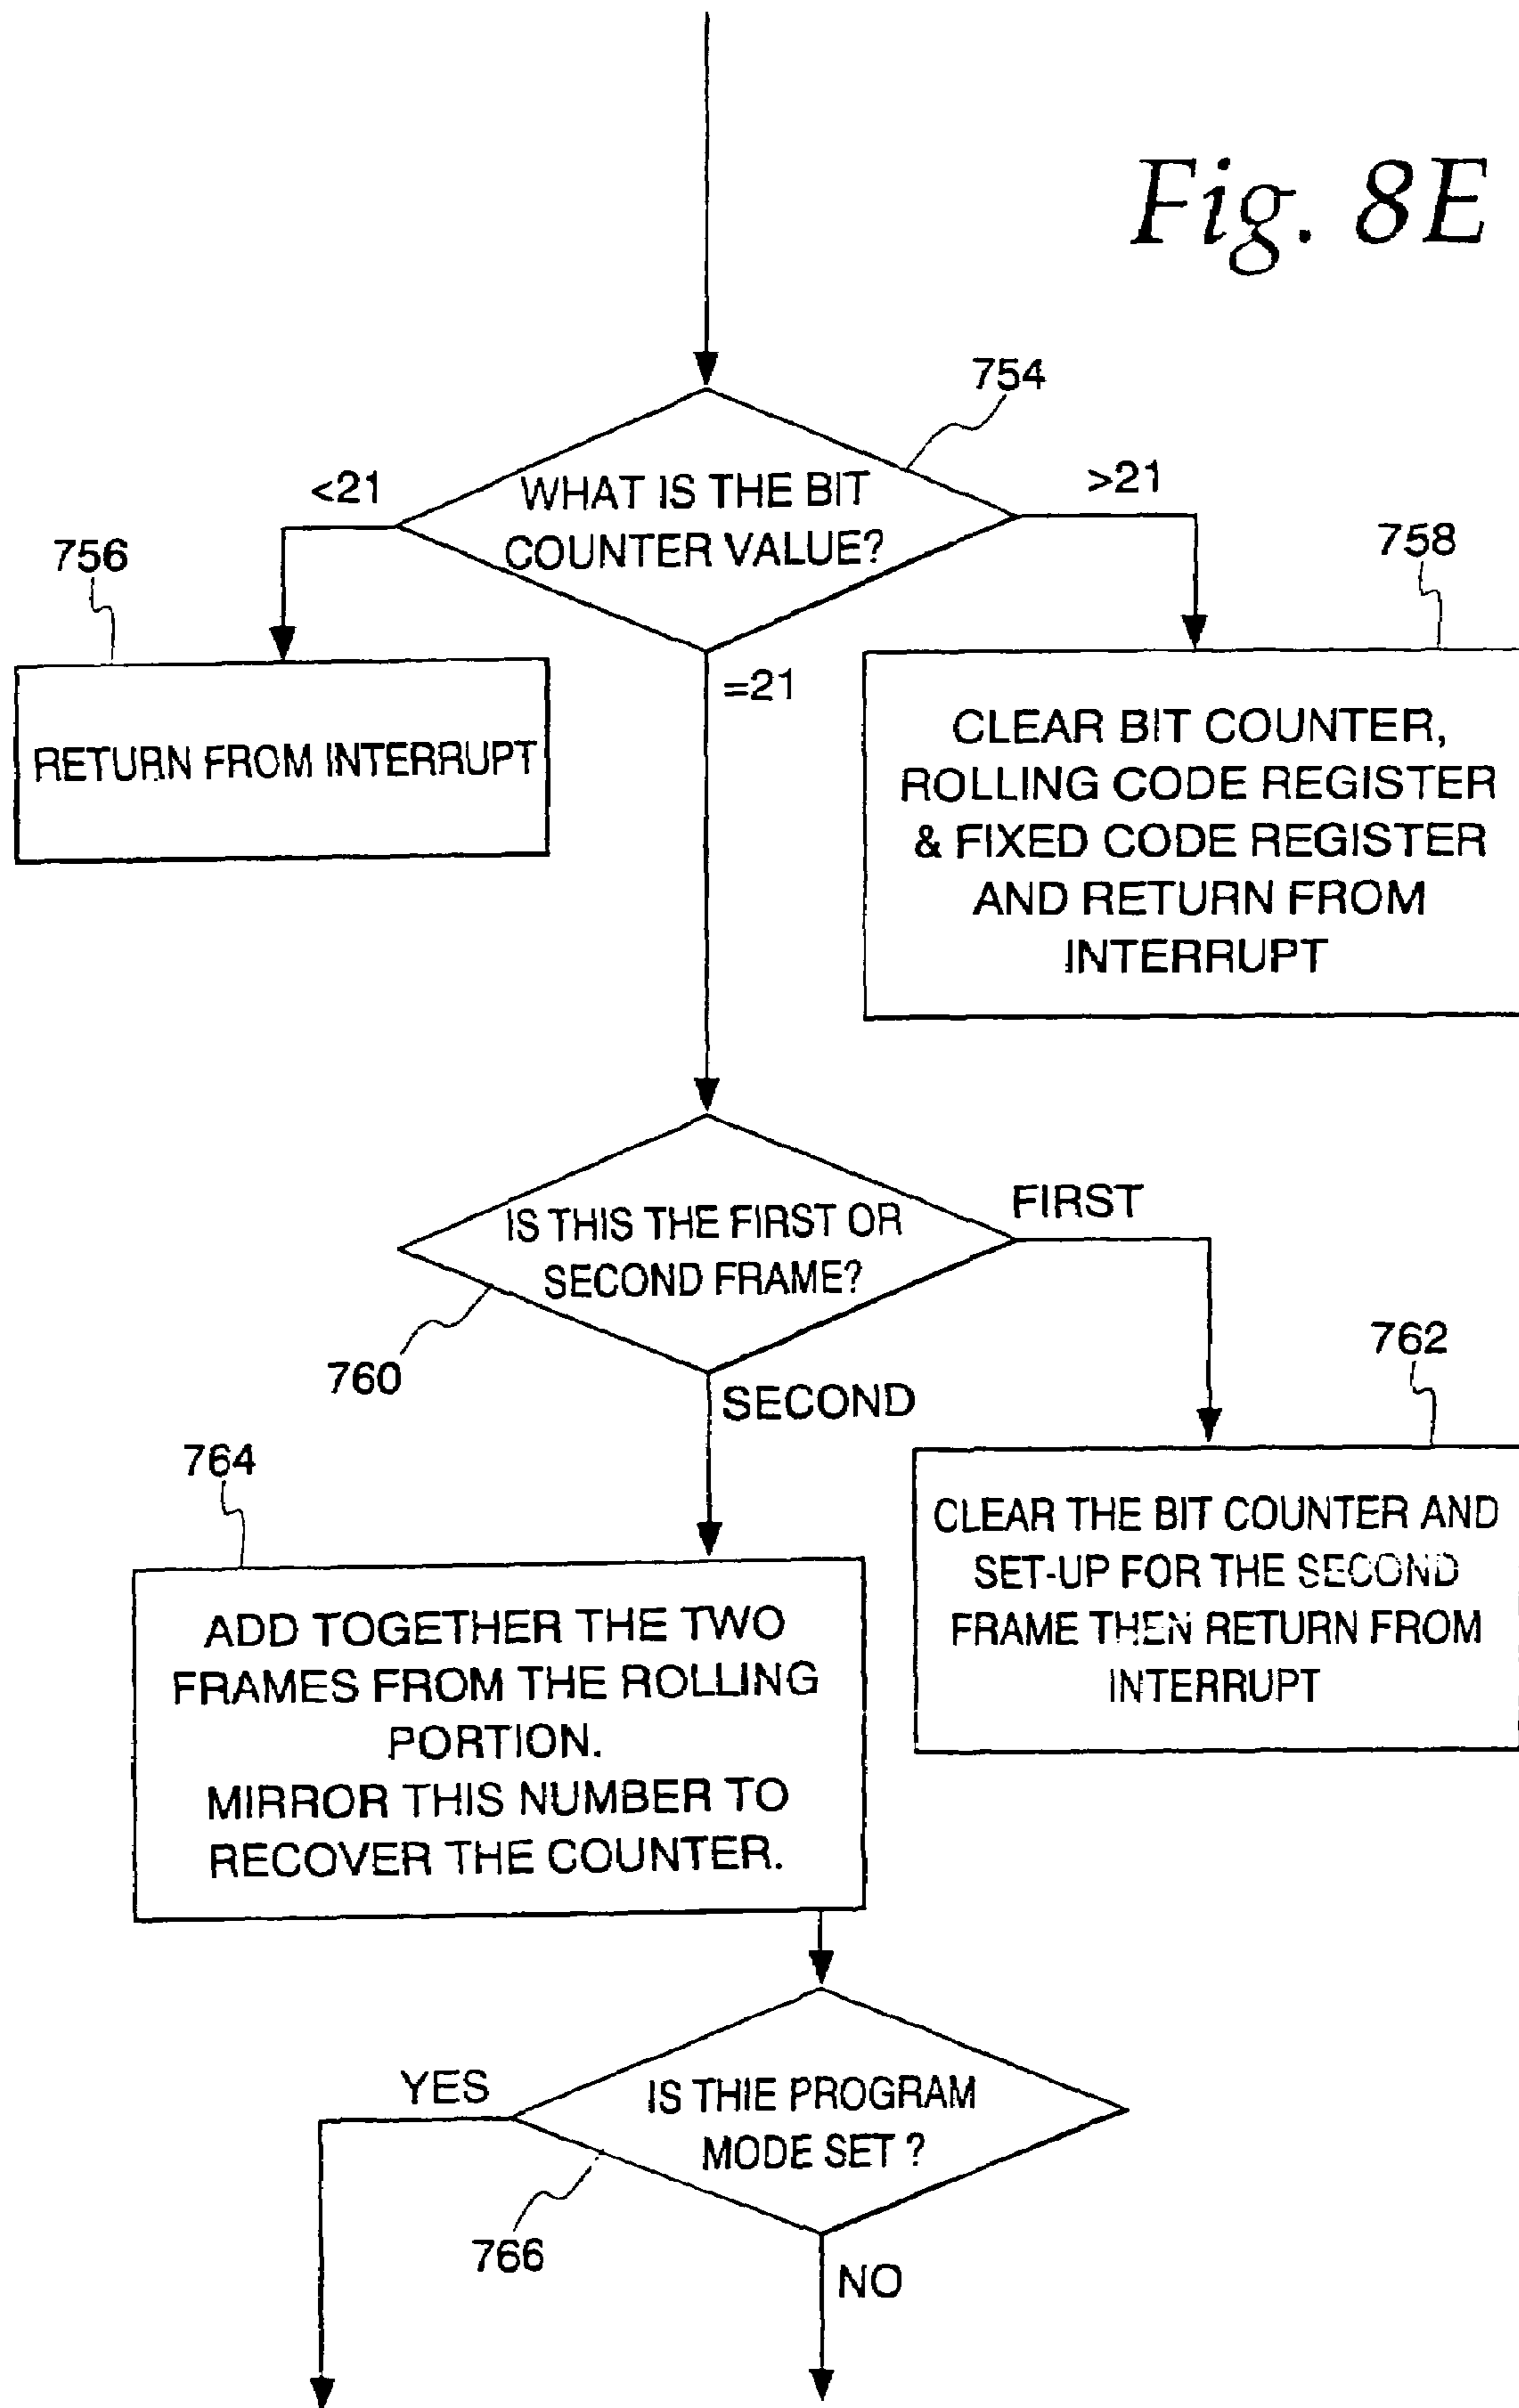 Fig. 8E
754
<21
WHAT IS THE BIT
COUNTER VALUE?
>21
756
758
=21
RETURN FROM INTERRUPT
CLEAR BIT COUNTER,
ROLLING CODE REGISTER
& FIXED CODE REGISTER
AND RETURN FROM
INTERRUPT
IS THIS THE FIRST OR
SECOND FRAME?
FIRST
760
SECOND
762
764
CLEAR THE BIT COUNTER AND
SET-UP FOR THE SECOND
FRAME THEN RETURN FROM
INTERRUPT
ADD TOGETHER THE TWO
FRAMES FROM THE ROLLING
PORTION.
MIRROR THIS NUMBER TO
RECOVER THE COUNTER.
YES
IS THIE PROGRAM
MODE SET ?
766
NO